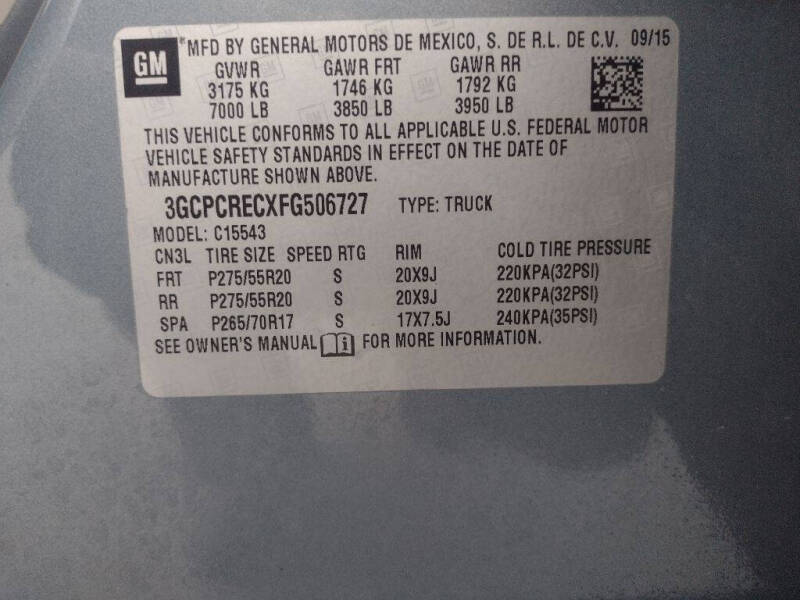 GM *MFD BY GENERAL MOTORS DE MEXICO, S. DE R.L. DE C.V. 09/15
GVWR GAWR FRT GAWR RR
3175 KG 1746 KG 1792 KG
7000 LB 3850 LB 3950 LB
THIS VEHICLE CONFORMS TO ALL APPLICABLE U.S. FEDERAL MOTOR
VEHICLE SAFETY STANDARDS IN EFFECT ON THE DATE OF
MANUFACTURE SHOWN ABOVE.
3GCPCRECXFG506727 TYPE: TRUCK
MODEL: C15543
CN3L TIRE SIZE SPEED RTG RIM COLD TIRE PRESSURE
FRT P275/55R20 S 20X9J 220KPA(32PSI)
RR P275/55R20 S 20X9J 220KPA(32PSI)
SPA P265/70R17 S 17X7.5J 240KPA(35PSI)
SEE OWNER'S MANUAL i FOR MORE INFORMATION.